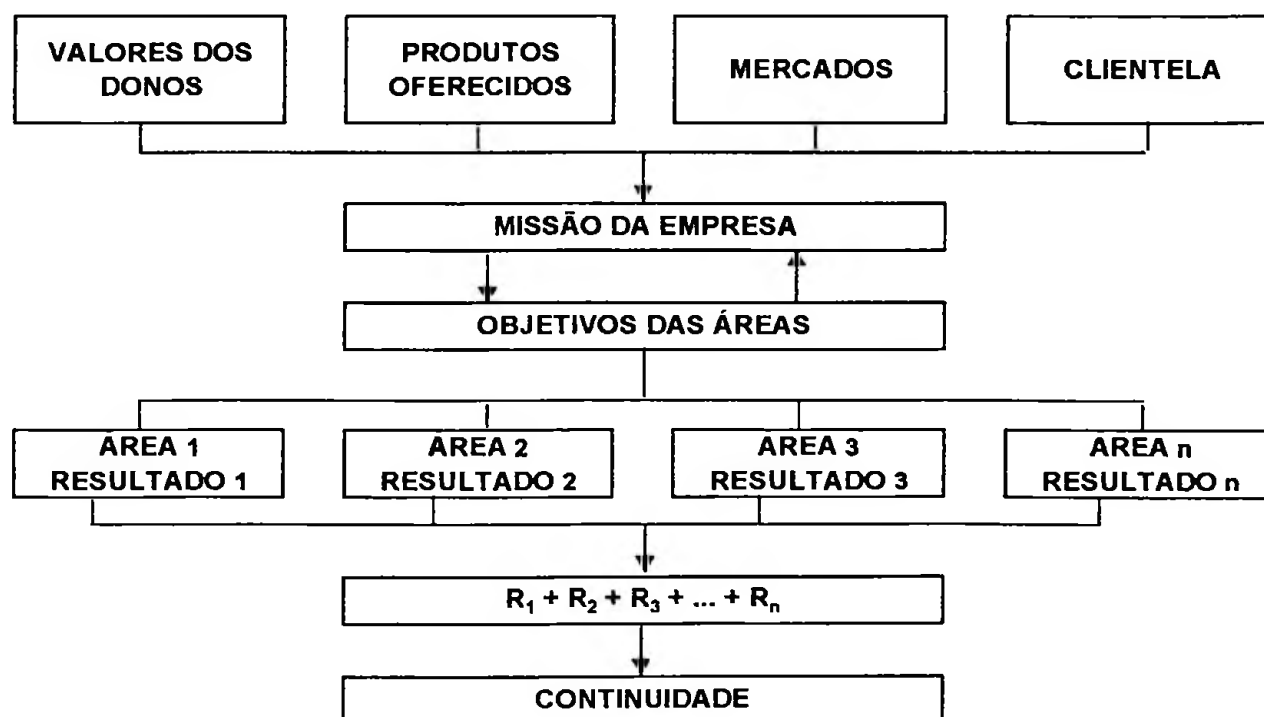 VALORES DOS
DONOS
PRODUTOS
OFERECIDOS
MERCADOS
CLIENTELA
MISSÃO DA EMPRESA
OBJETIVOS DAS ÁREAS
AREA 1
RESULTADO 1
AREA 2
RESULTADO 2
AREA 3
RESULTADO 3
AREA n
RESULTADO n
R₁ + R₂ + R₃ + ... + Rₙ
CONTINUIDADE